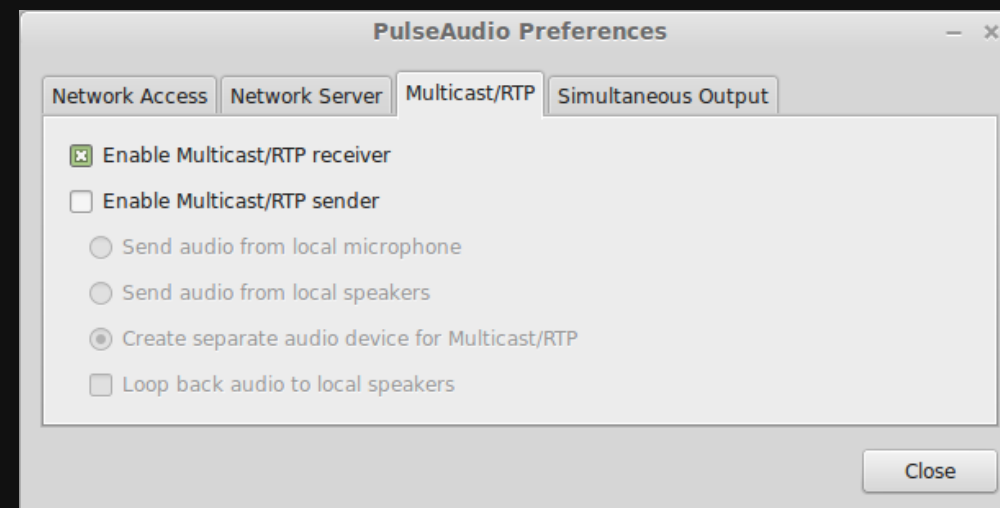 PulseAudio Preferences
Network Access Network Server Multicast/RTP Simultaneous Output
Enable Multicast/RTP receiver
Enable Multicast/RTP sender
Send audio from local microphone
Send audio from local speakers
Create separate audio device for Multicast/RTP
Loop back audio to local speakers
Close